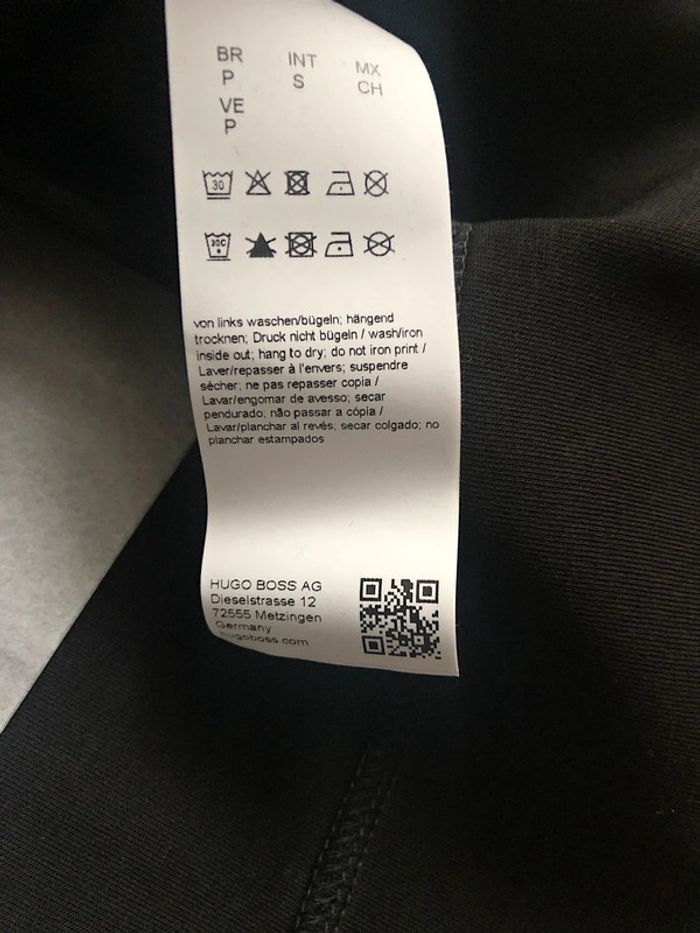 BR INT MX
P S CH
VE
P
30
30C
von links waschen/bügeln; hängend
trocknen; Druck nicht bügeln / wash/iron
inside out; hang to dry; do not iron print /
Laver/repasser à l'envers; suspendre
sécher; ne pas repasser copia /
Lavar/engomar de avesso; secar
pendurado; não passar a cópia /
Lavar/planchar al revés; secar colgado; no
planchar estampados
HUGO BOSS AG
Dieselstrasse 12
72555 Metzingen
Germany
hugoboss.com